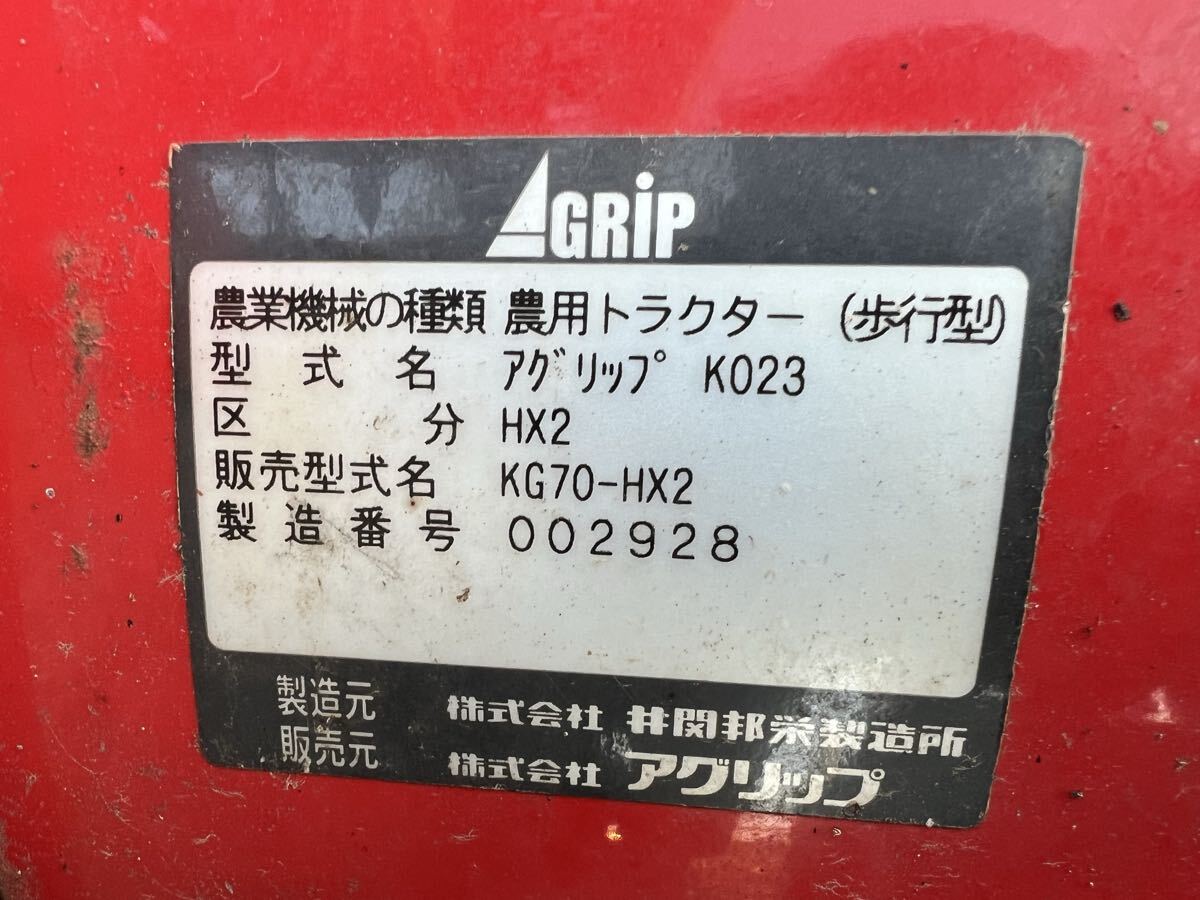 AGRiP
農業機械の種類 農用トラクター (歩行型)
型式名 ｱｸﾞﾘｯﾌﾟ K023
区分 HX2
販売型式名 KG70-HX2
製造番号 002928
製造元 株式会社 井関邦栄製造所
販売元 株式会社 アグリップ